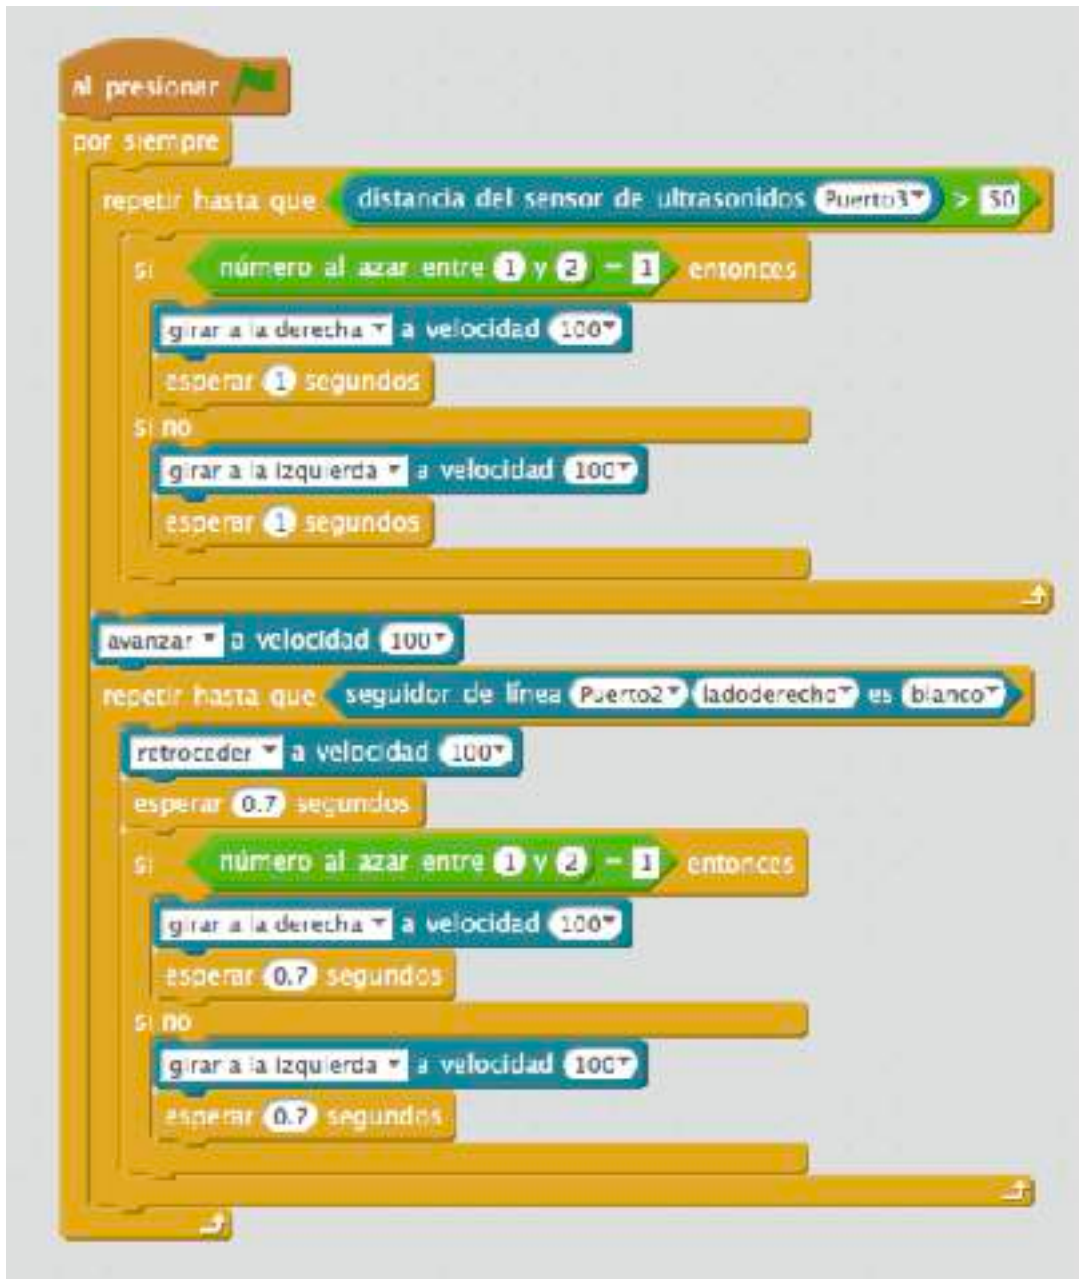 al presionar
por siempre
repetir hasta que distancia del sensor de ultrasonidos Puerto3 > 50
si número al azar entre 1 y 2 = 1 entonces
girar a la derecha a velocidad 100
esperar 1 segundos
si no
girar a la izquierda a velocidad 100
esperar 1 segundos
avanzar a velocidad 100
repetir hasta que seguidor de línea Puerto2 ladoderecho es blanco
retroceder a velocidad 100
esperar 0.7 segundos
si número al azar entre 1 y 2 = 1 entonces
girar a la derecha a velocidad 100
esperar 0.7 segundos
si no
girar a la izquierda a velocidad 100
esperar 0.7 segundos